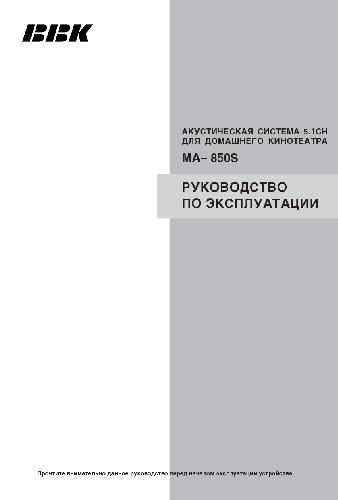 BBK
АКУСТИЧЕСКАЯ СИСТЕМА 5.1CH
ДЛЯ ДОМАШНЕГО КИНОТЕАТРА
MA– 850S
РУКОВОДСТВО
ПО ЭКСПЛУАТАЦИИ
Прочтите внимательно данное руководство перед началом эксплуатации устройства